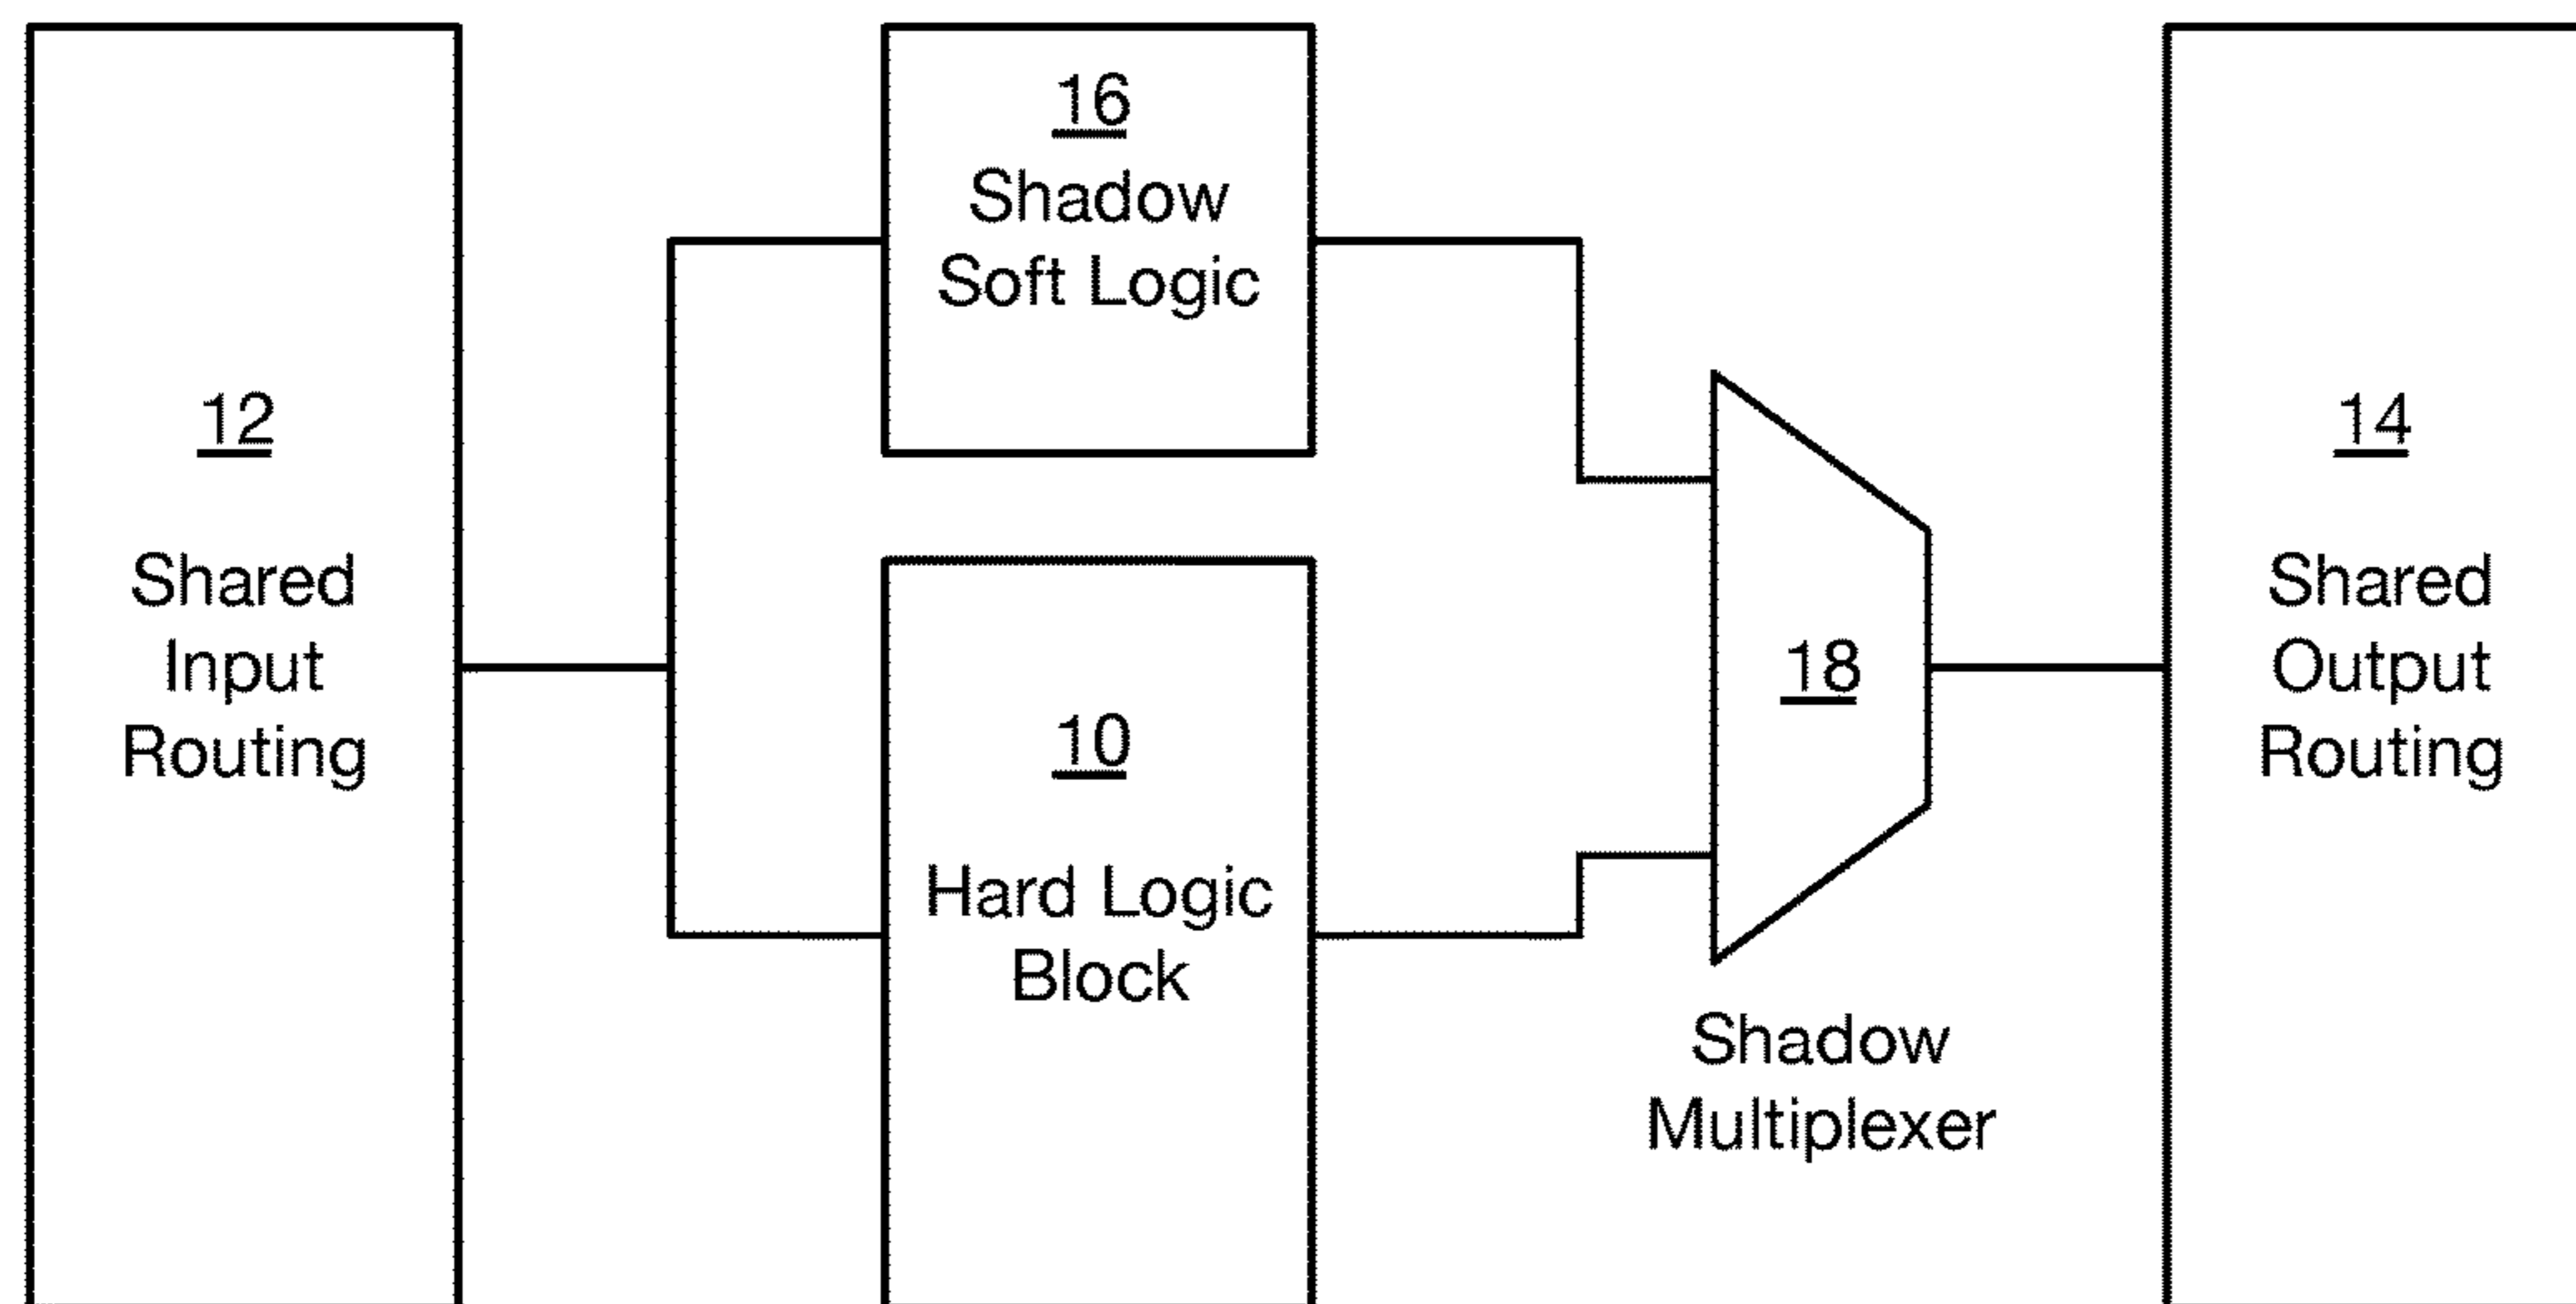 12
Shared
Input
Routing
16
Shadow
Soft Logic
10
Hard Logic
Block
18
Shadow
Multiplexer
14
Shared
Output
Routing